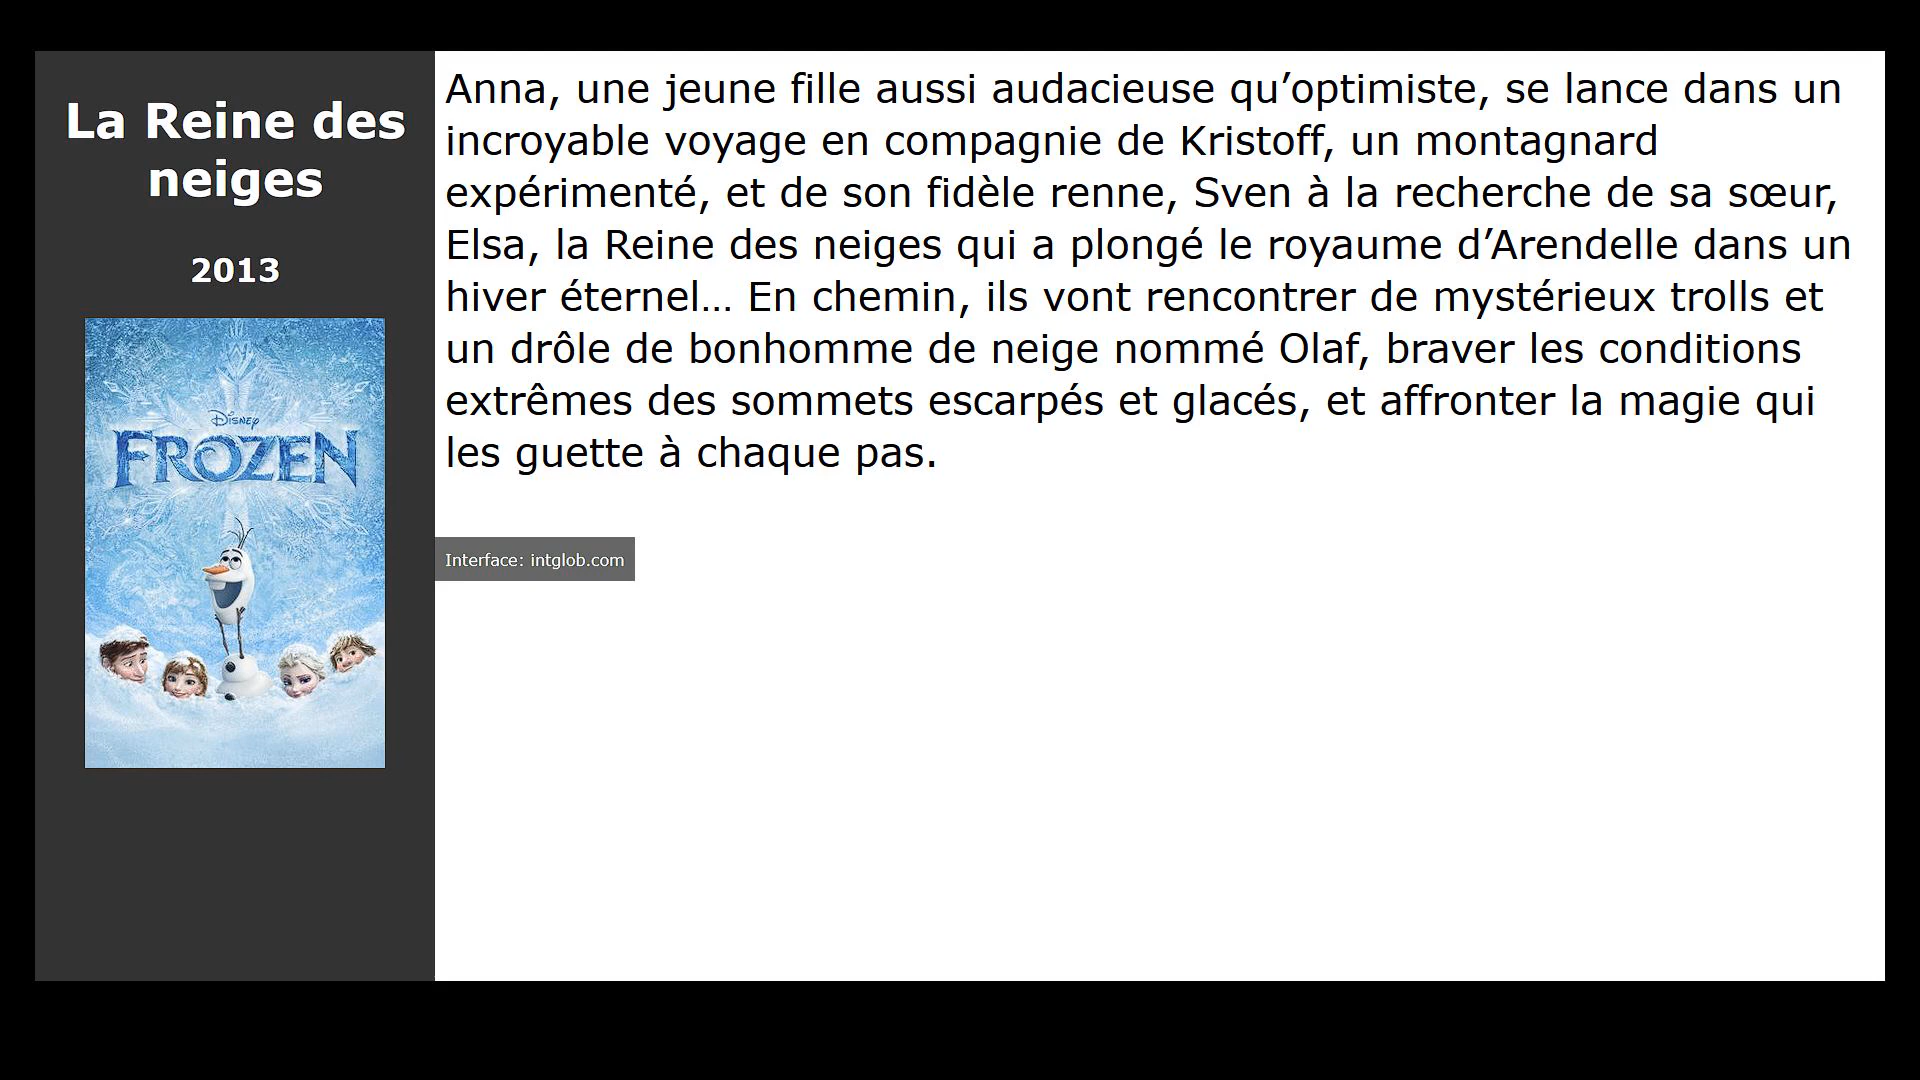 La Reine des
neiges
2013
DISNEY
FROZEN
Anna, une jeune fille aussi audacieuse qu’optimiste, se lance dans un
incroyable voyage en compagnie de Kristoff, un montagnard
expérimenté, et de son fidèle renne, Sven à la recherche de sa sœur,
Elsa, la Reine des neiges qui a plongé le royaume d’Arendelle dans un
hiver éternel… En chemin, ils vont rencontrer de mystérieux trolls et
un drôle de bonhomme de neige nommé Olaf, braver les conditions
extrêmes des sommets escarpés et glacés, et affronter la magie qui
les guette à chaque pas.
Interface: intglob.com